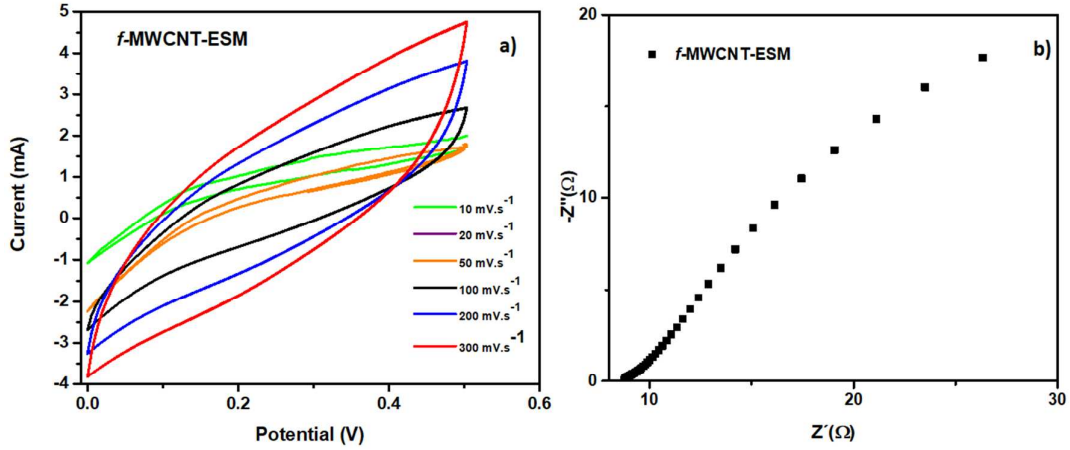 f-MWCNT-ESM
a)
Current (mA)
5
4
3
2
1
0
-1
-2
-3
-4
10 mV.s⁻¹
20 mV.s⁻¹
50 mV.s⁻¹
100 mV.s⁻¹
200 mV.s⁻¹
300 mV.s⁻¹
0.0 0.2 0.4 0.6
Potential (V)
f-MWCNT-ESM
b)
-Z"(Ω)
20
10
0
10 20 30
Z´(Ω)